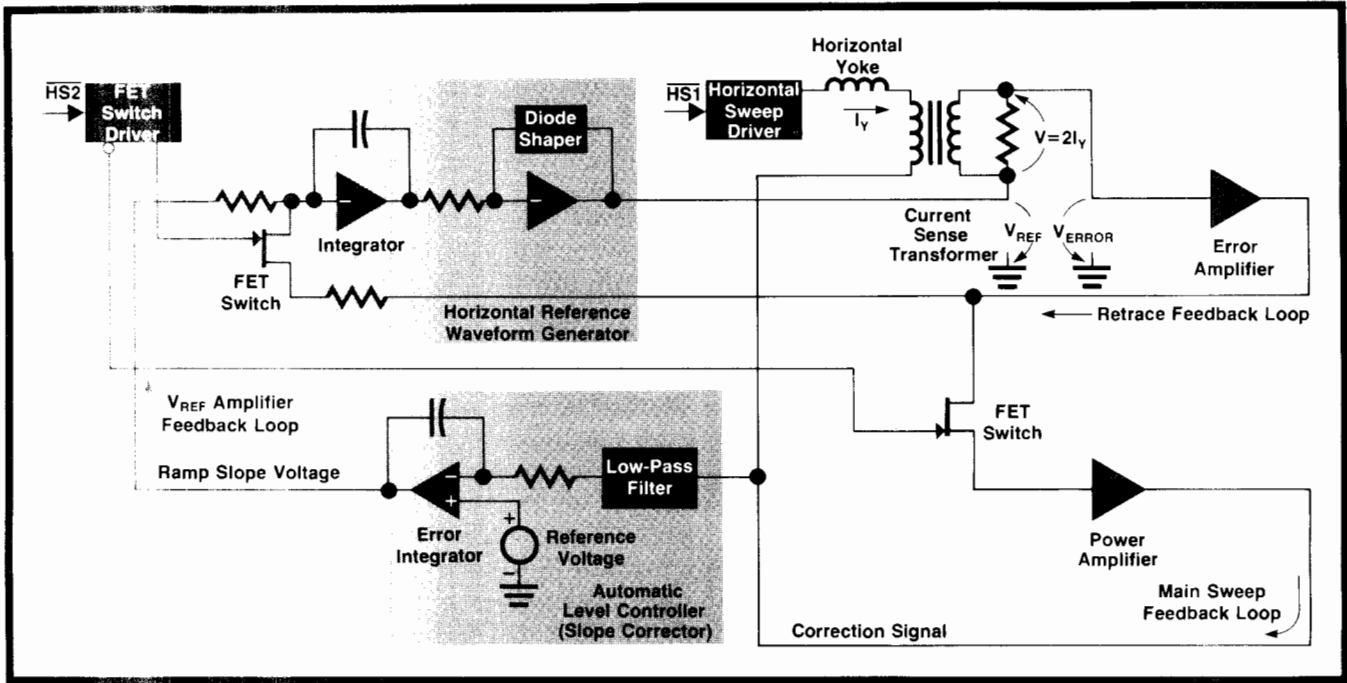 HS2
FET
Switch
Driver
Integrator
FET
Switch
Diode
Shaper
Horizontal Reference
Waveform Generator
HS1
Horizontal
Sweep
Driver
Horizontal
Yoke
IY
V=2IY
Current
Sense
Transformer
VREF
VERROR
Error
Amplifier
Retrace Feedback Loop
VREF Amplifier
Feedback Loop
Ramp Slope Voltage
Error
Integrator
Low-Pass
Filter
Reference
Voltage
Automatic
Level Controller
(Slope Corrector)
FET
Switch
Power
Amplifier
Main Sweep
Feedback Loop
Correction Signal